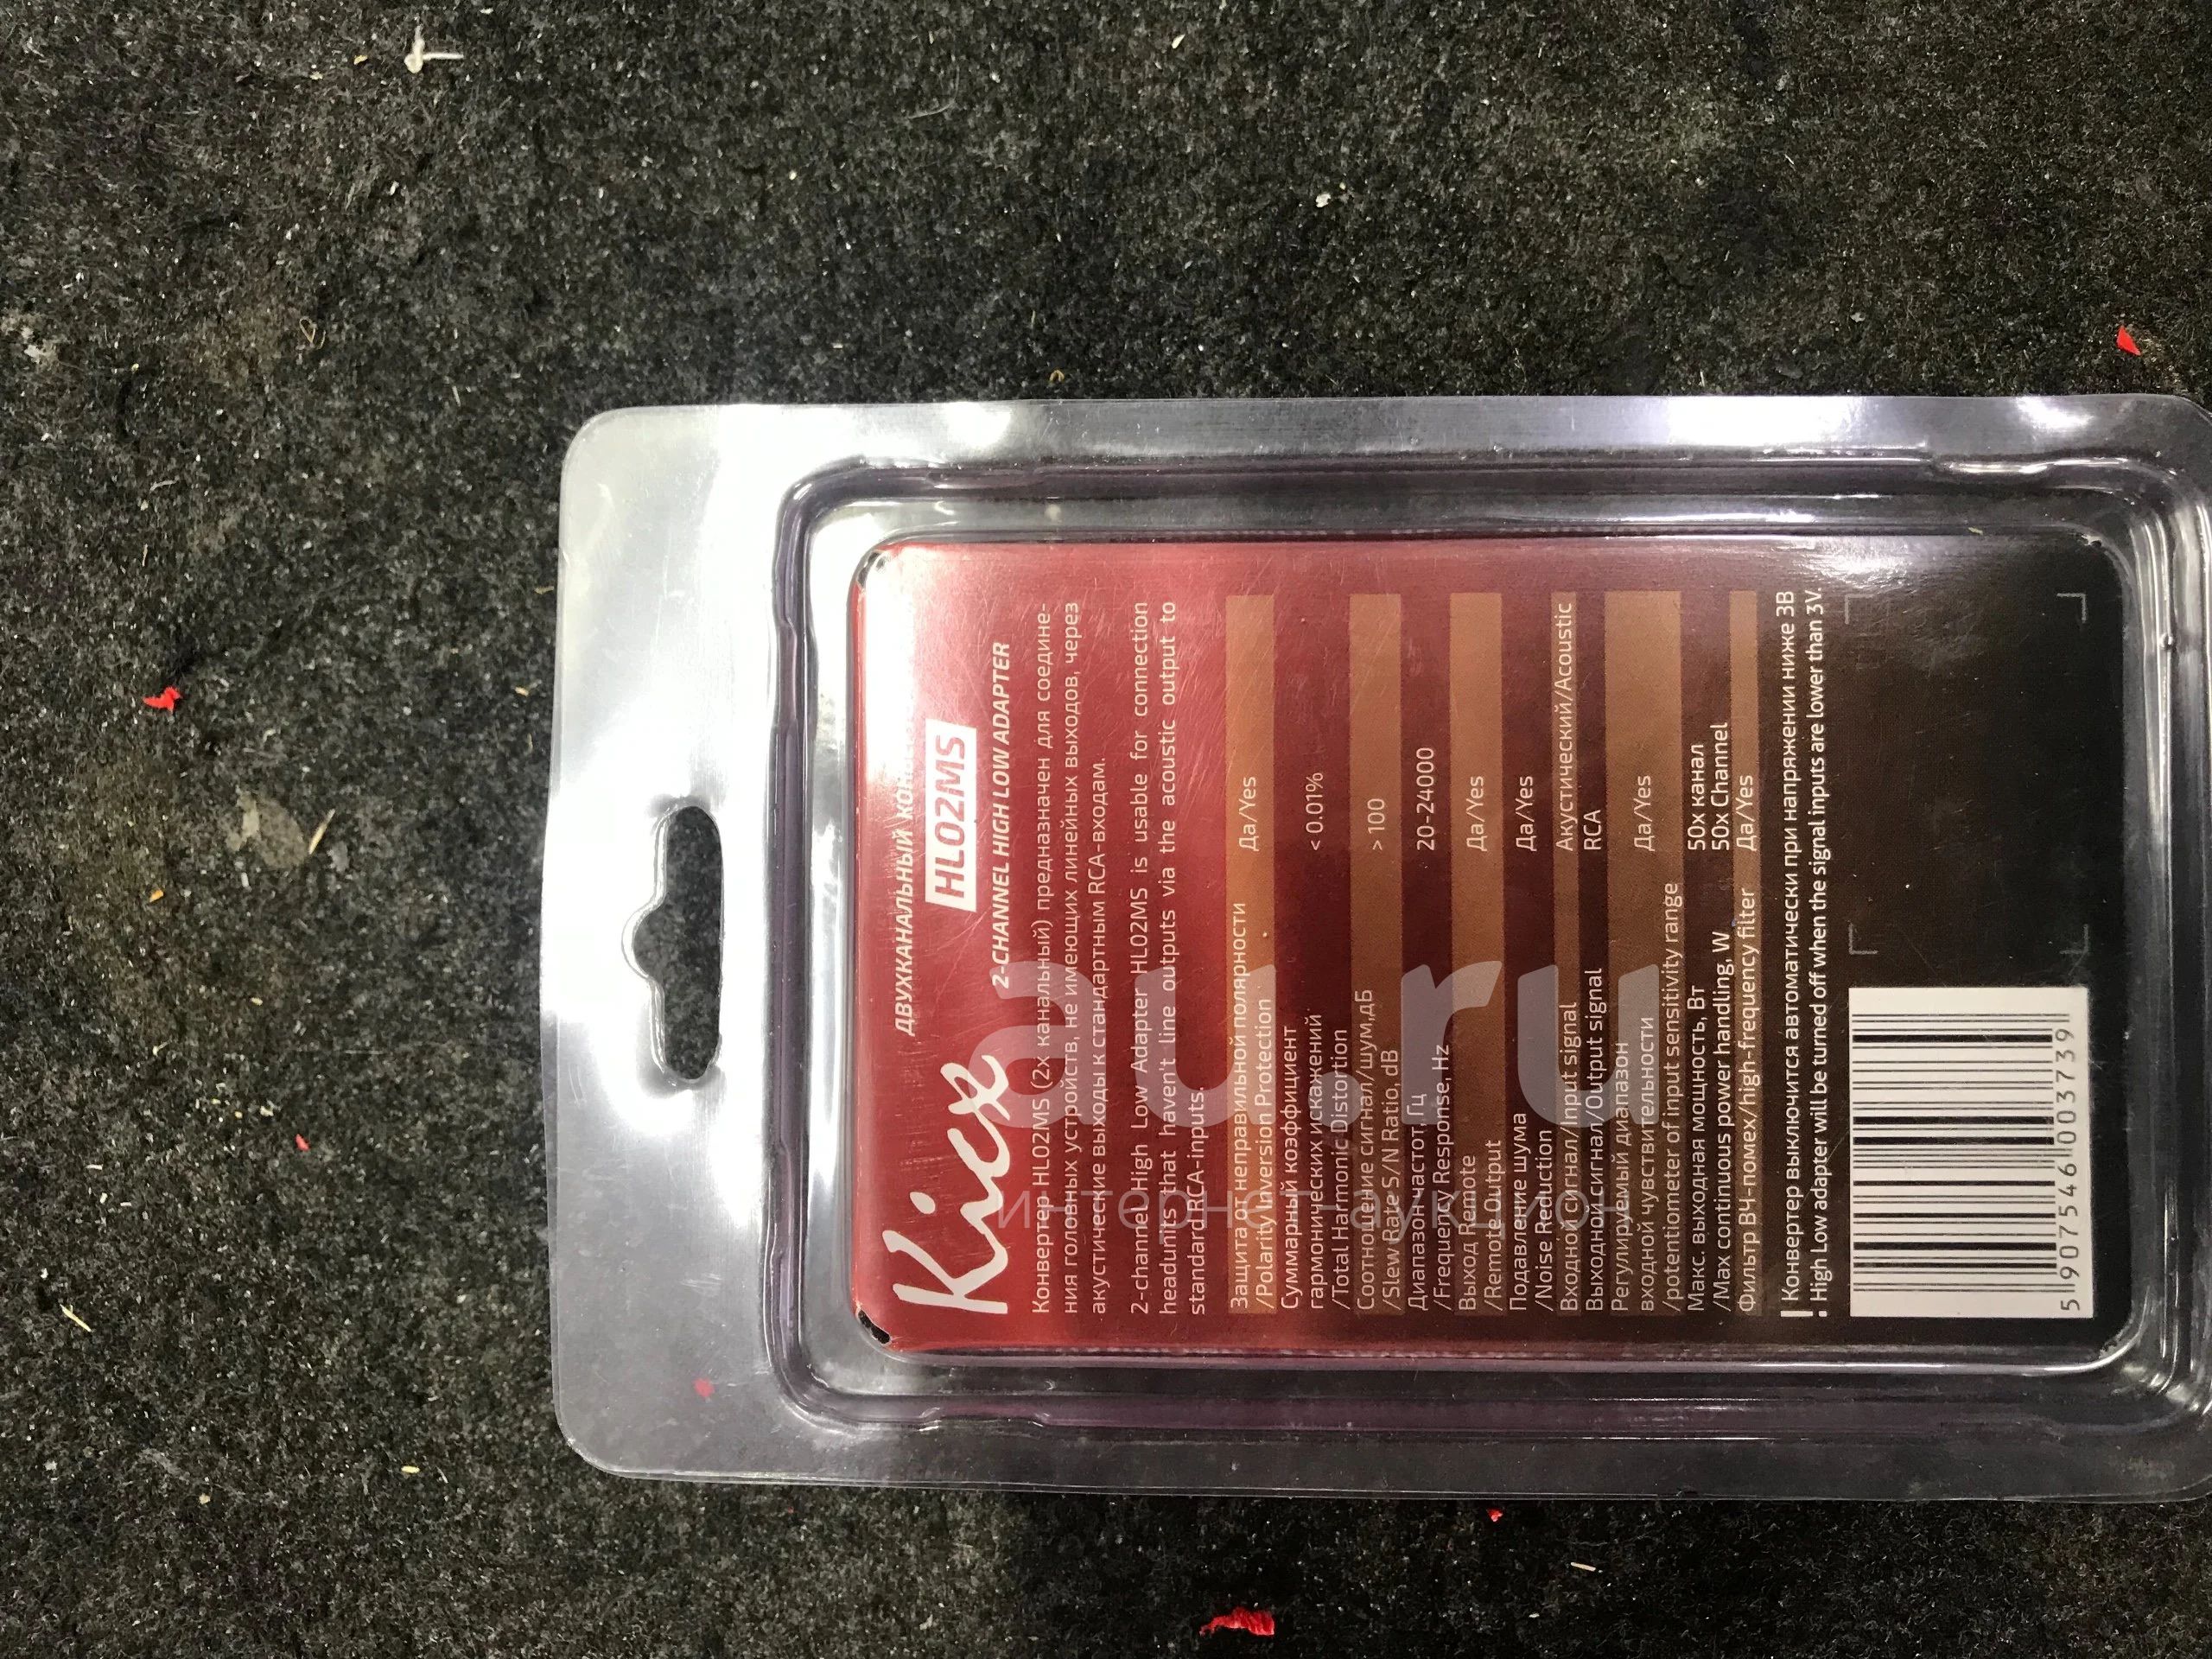 Kicx
ДВУХКАНАЛЬНЫЙ
HL02MS
2-CHANNEL HIGH LOW ADAPTER
Конвертер HL02MS (2х канальный) предназначен для соедине-
ния головных устройств, не имеющих линейных выходов, через
акустические выходы к стандартным RCA-входам.
2-channel High Low Adapter HL02MS is usable for connection
headunits that haven't line outputs via the acoustic output to
standard RCA-inputs.
Защита от неправильной полярности
/Polarity Inversion Protection Да/Yes
Суммарный коэффициент
гармонических искажений < 0.01%
/Total Harmonic Distortion
Соотношение сигнал/шум,дБ > 100
/Slew Rate S/N Ratio, dB
Диапазон частот, Гц 20-24000
/Frequency Response, Hz
Выход Remote Да/Yes
/Remote Output
Подавление шума Да/Yes
/Noise Reduction
Входной сигнал/Input signal Акустический/Acoustic
Выходной сигнал/Output signal RCA
Регулируемый диапазон
входной чувствительности Да/Yes
/potentiometer of input sensitivity range
Макс. выходная мощность, Вт 50x канал
/Max continuous power handling, W 50x Channel
Фильтр ВЧ-помех/high-frequency filter Да/Yes
! Конвертер выключится автоматически при напряжении ниже 3В
High Low adapter will be turned off when the signal inputs are lower than 3V.
5 907546 003739
au.ru
интернет-аукцион